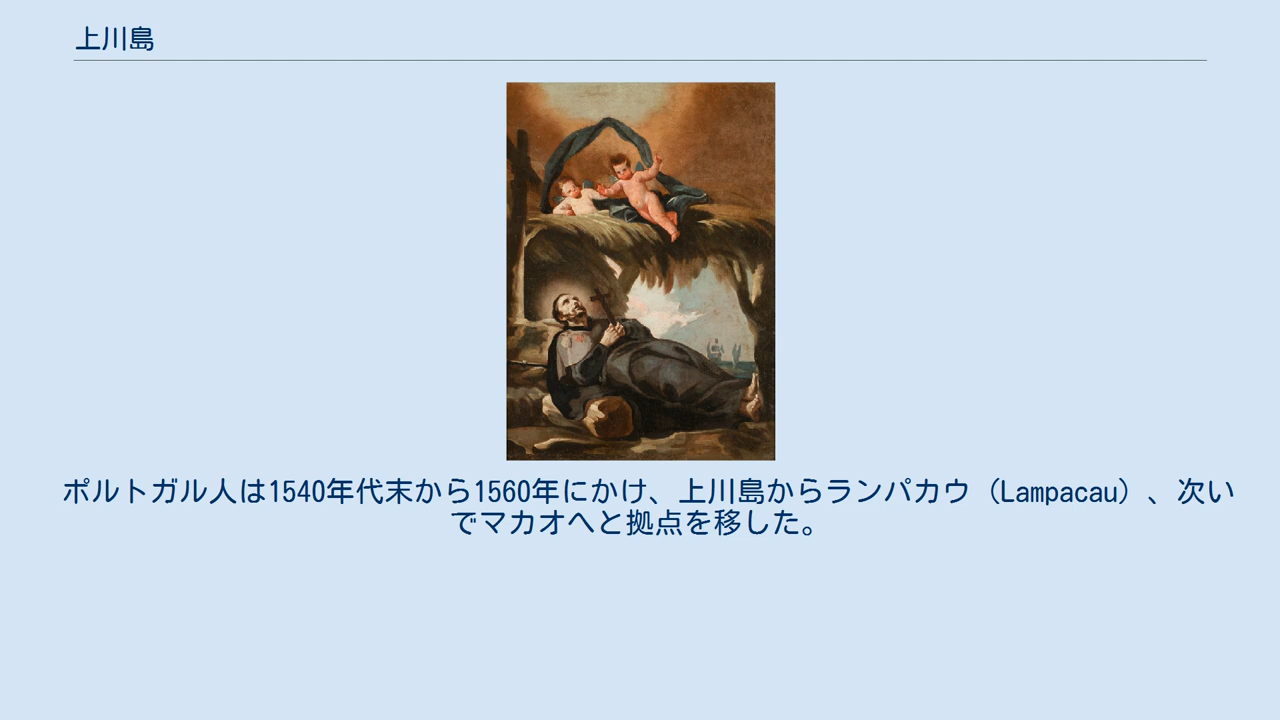 上川島
ポルトガル人は1540年代末から1560年にかけ、上川島からランパカウ（Lampacau）、次い
でマカオへと拠点を移した。